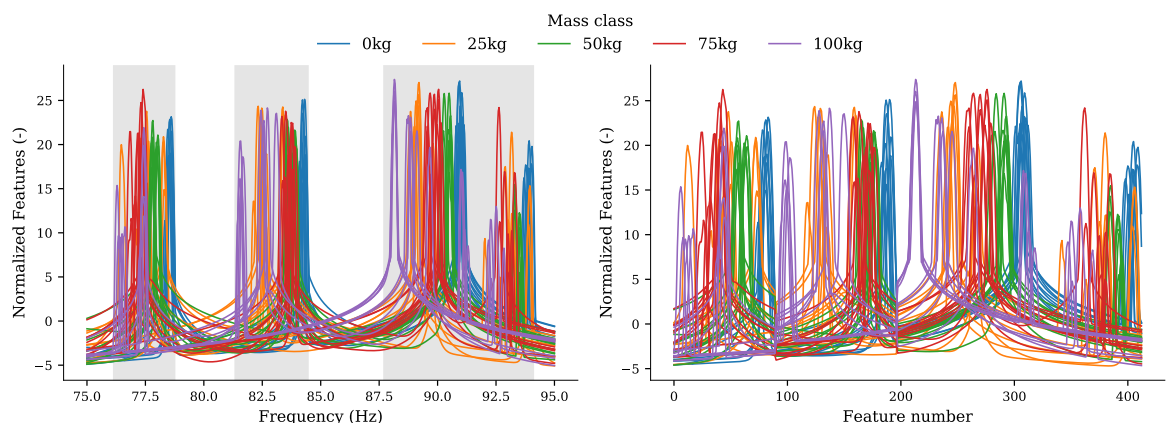 Mass class
0kg 25kg 50kg 75kg 100kg
Normalized Features (-)
25
20
15
10
5
0
−5
75.0 77.5 80.0 82.5 85.0 87.5 90.0 92.5 95.0
Frequency (Hz)
Normalized Features (-)
25
20
15
10
5
0
−5
0 100 200 300 400
Feature number